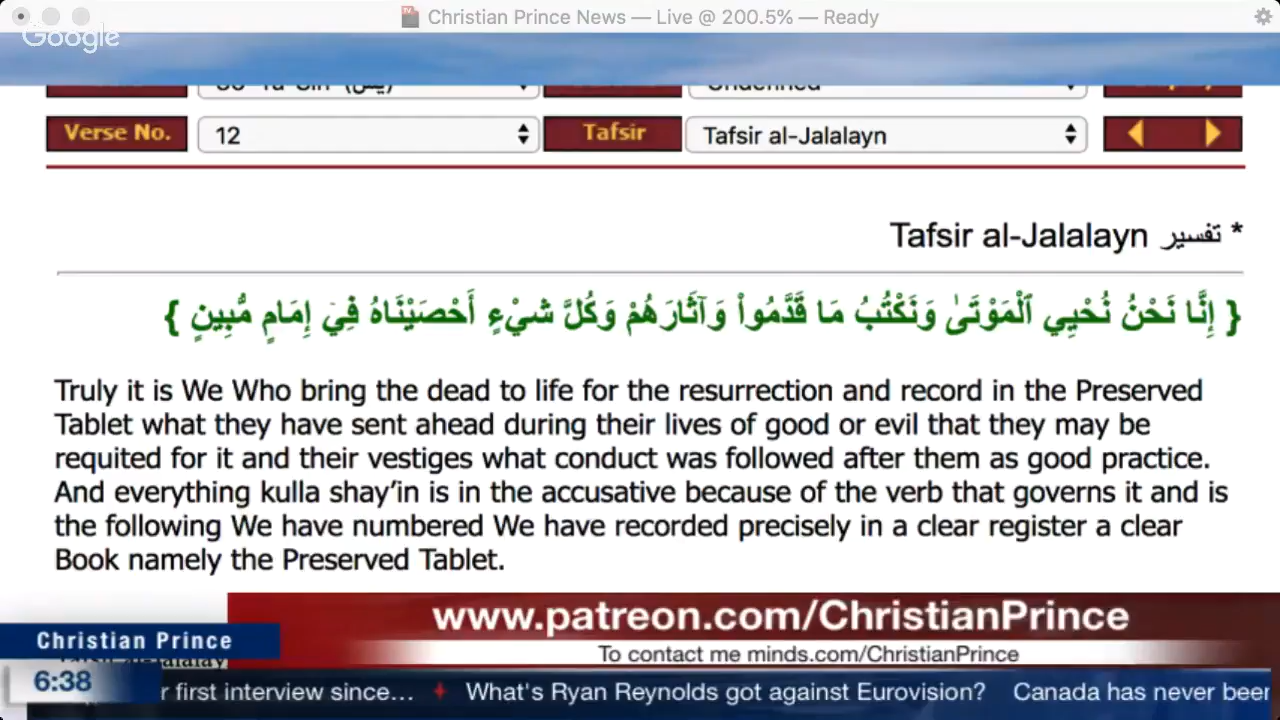 Christian Prince News — Live @ 200.5% — Ready
Google
Verse No. 12 Tafsir Tafsir al-Jalalayn
* تفسير Tafsir al-Jalalayn
{ إِنَّا نَحْنُ نُحْيِي ٱلْمَوْتَىٰ وَنَكْتُبُ مَا قَدَّمُواْ وَآثَارَهُمْ وَكُلَّ شيْءٍ أَحْصَيْنَاهُ فِيۤ إِمَامٍ مُّبِينٍ }
Truly it is We Who bring the dead to life for the resurrection and record in the Preserved
Tablet what they have sent ahead during their lives of good or evil that they may be
requited for it and their vestiges what conduct was followed after them as good practice.
And everything kulla shay’in is in the accusative because of the verb that governs it and is
the following We have numbered We have recorded precisely in a clear register a clear
Book namely the Preserved Tablet.
www.patreon.com/ChristianPrince
Christian Prince
To contact me minds.com/ChristianPrince
6:38
r first interview since... What's Ryan Reynolds got against Eurovision? Canada has never beer